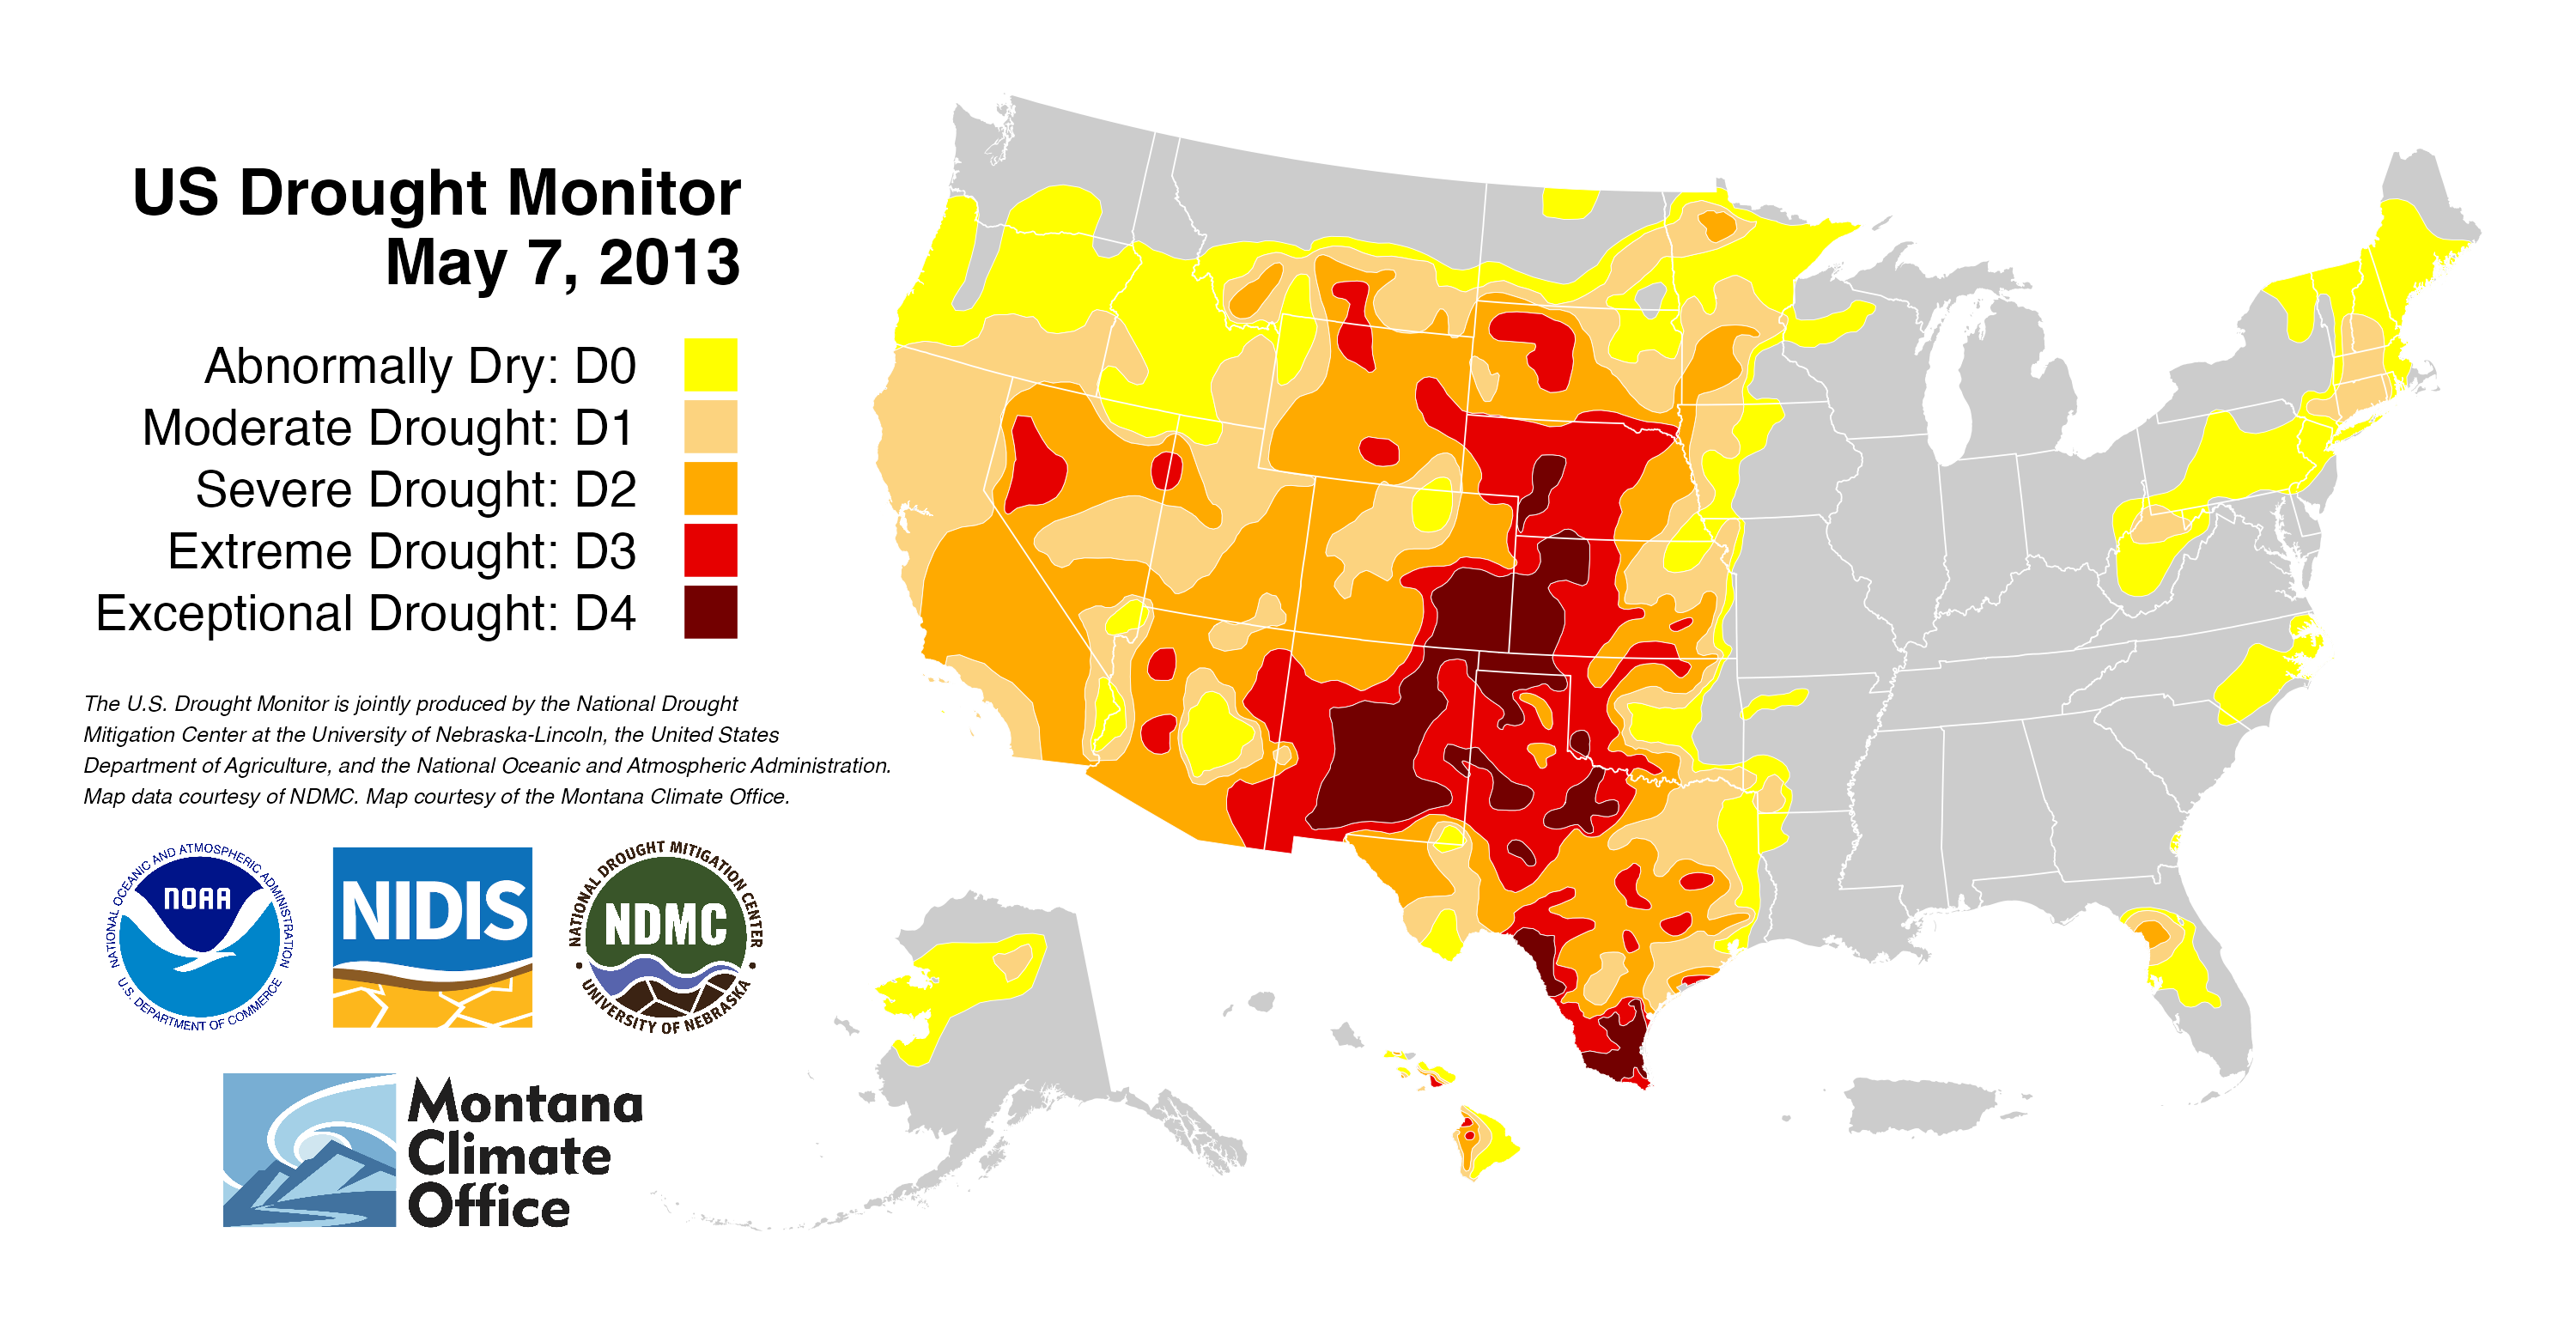 US Drought Monitor
May 7, 2013
Abnormally Dry: D0
Moderate Drought: D1
Severe Drought: D2
Extreme Drought: D3
Exceptional Drought: D4
The U.S. Drought Monitor is jointly produced by the National Drought
Mitigation Center at the University of Nebraska-Lincoln, the United States
Department of Agriculture, and the National Oceanic and Atmospheric Administration.
Map data courtesy of NDMC. Map courtesy of the Montana Climate Office.
NATIONAL OCEANIC AND ATMOSPHERIC ADMINISTRATION
NOAA
U.S. DEPARTMENT OF COMMERCE
NIDIS
NATIONAL DROUGHT MITIGATION CENTER
NDMC
UNIVERSITY OF NEBRASKA
Montana
Climate
Office